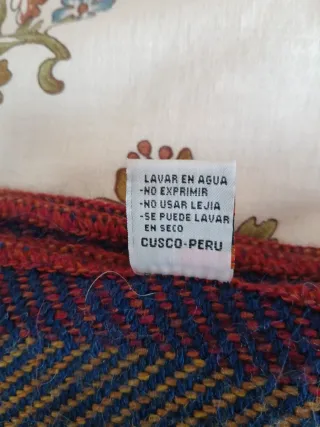 LAVAR EN AGUA
-NO EXPRIMIR
-NO USAR LEJIA
-SE PUEDE LAVAR
EN SECO
CUSCO-PERU